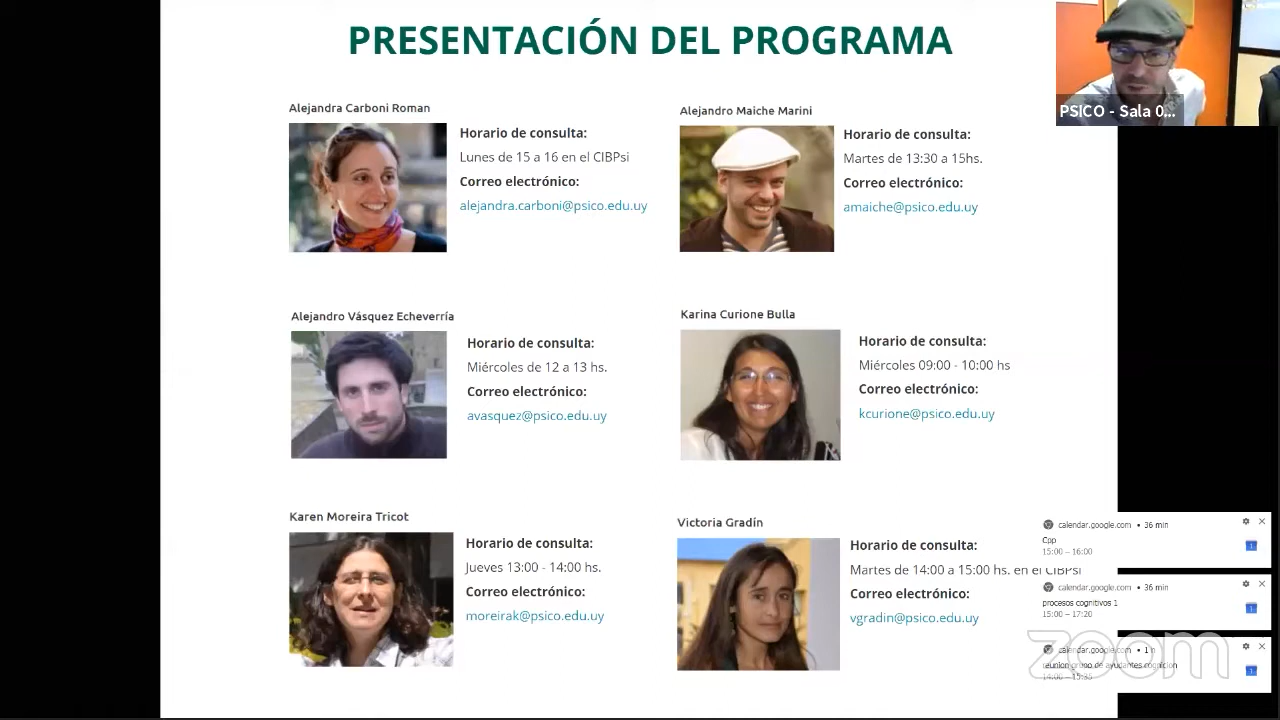 PRESENTACIÓN DEL PROGRAMA
PSICO - Sala 0...
Alejandra Carboni Roman
Horario de consulta:
Lunes de 15 a 16 en el CIBPsi
Correo electrónico:
alejandra.carboni@psico.edu.uy
Alejandro Maiche Marini
Horario de consulta:
Martes de 13:30 a 15hs.
Correo electrónico:
amaiche@psico.edu.uy
Alejandro Vásquez Echeverría
Horario de consulta:
Miércoles de 12 a 13 hs.
Correo electrónico:
avasquez@psico.edu.uy
Karina Curione Bulla
Horario de consulta:
Miércoles 09:00 - 10:00 hs
Correo electrónico:
kcurione@psico.edu.uy
Karen Moreira Tricot
Horario de consulta:
Jueves 13:00 - 14:00 hs.
Correo electrónico:
moreirak@psico.edu.uy
Victoria Gradín
Horario de consulta:
Martes de 14:00 a 15:00 hs. en el CIBPsi
Correo electrónico:
vgradin@psico.edu.uy
calendar.google.com • 36 min
Cpp
15:00 – 16:00
calendar.google.com • 36 min
procesos cognitivos 1
15:00 – 17:20
calendar.google.com • 1 h
reunion grupo de ayudantes cognicion
14:00 – 15:30
zoom